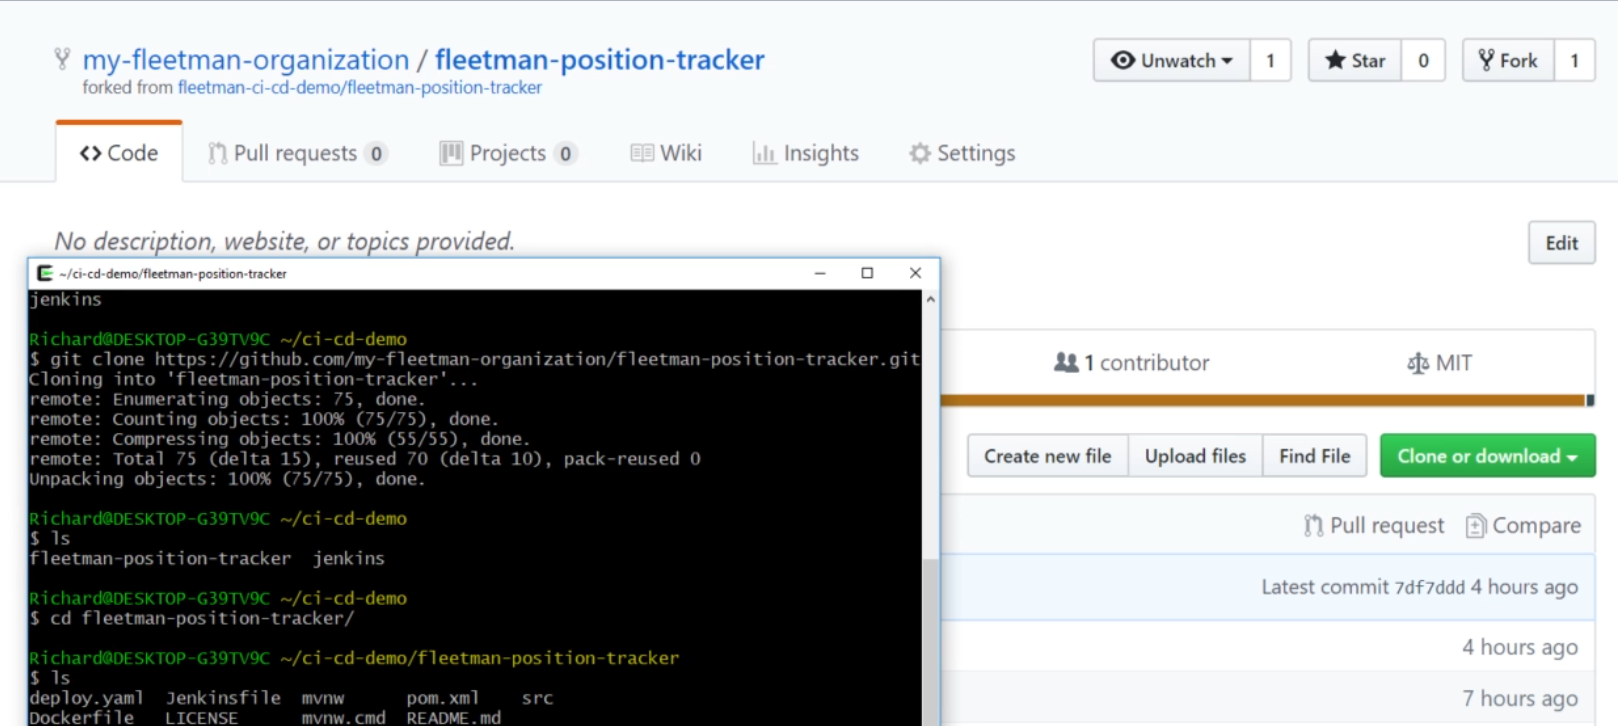 my-fleetman-organization / fleetman-position-tracker
forked from fleetman-ci-cd-demo/fleetman-position-tracker
Unwatch 1 Star 0 Fork 1
Code Pull requests 0 Projects 0 Wiki Insights Settings
No description, website, or topics provided.
Edit
~/ci-cd-demo/fleetman-position-tracker
jenkins
Richard@DESKTOP-G39TV9C ~/ci-cd-demo
$ git clone https://github.com/my-fleetman-organization/fleetman-position-tracker.git
Cloning into 'fleetman-position-tracker'...
remote: Enumerating objects: 75, done.
remote: Counting objects: 100% (75/75), done.
remote: Compressing objects: 100% (55/55), done.
remote: Total 75 (delta 15), reused 70 (delta 10), pack-reused 0
Unpacking objects: 100% (75/75), done.
Richard@DESKTOP-G39TV9C ~/ci-cd-demo
$ ls
fleetman-position-tracker jenkins
Richard@DESKTOP-G39TV9C ~/ci-cd-demo
$ cd fleetman-position-tracker/
Richard@DESKTOP-G39TV9C ~/ci-cd-demo/fleetman-position-tracker
$ ls
deploy.yaml Jenkinsfile mvnw pom.xml src
Dockerfile LICENSE mvnw.cmd README.md
1 contributor MIT
Create new file Upload files Find File Clone or download
Pull request Compare
Latest commit 7df7ddd 4 hours ago
4 hours ago
7 hours ago